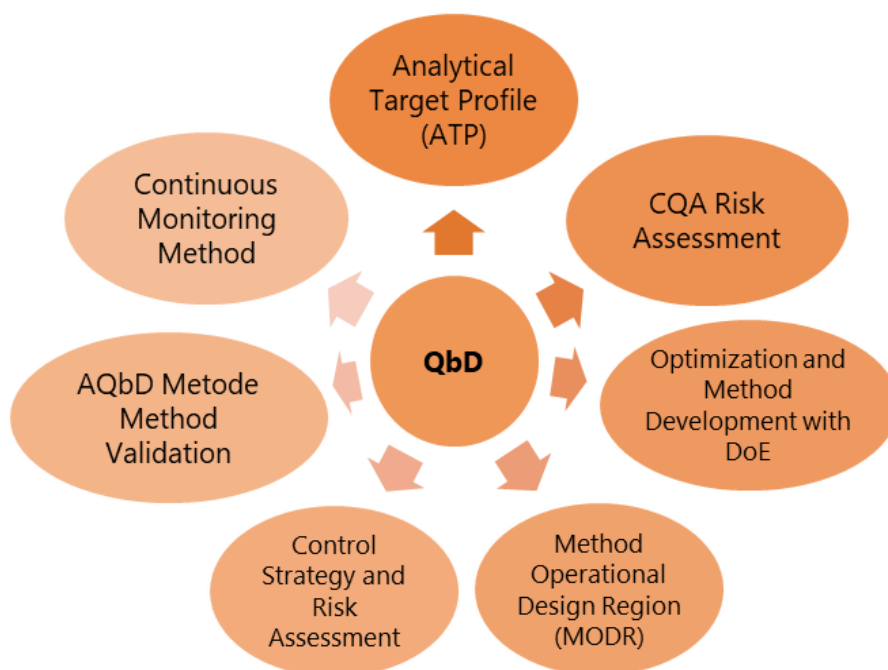 Analytical
Target Profile
(ATP)
CQA Risk
Assessment
Optimization and
Method
Development with
DoE
Method
Operational
Design Region
(MODR)
Control
Strategy and
Risk
Assessment
AQbD Metode
Method
Validation
Continuous
Monitoring
Method
QbD